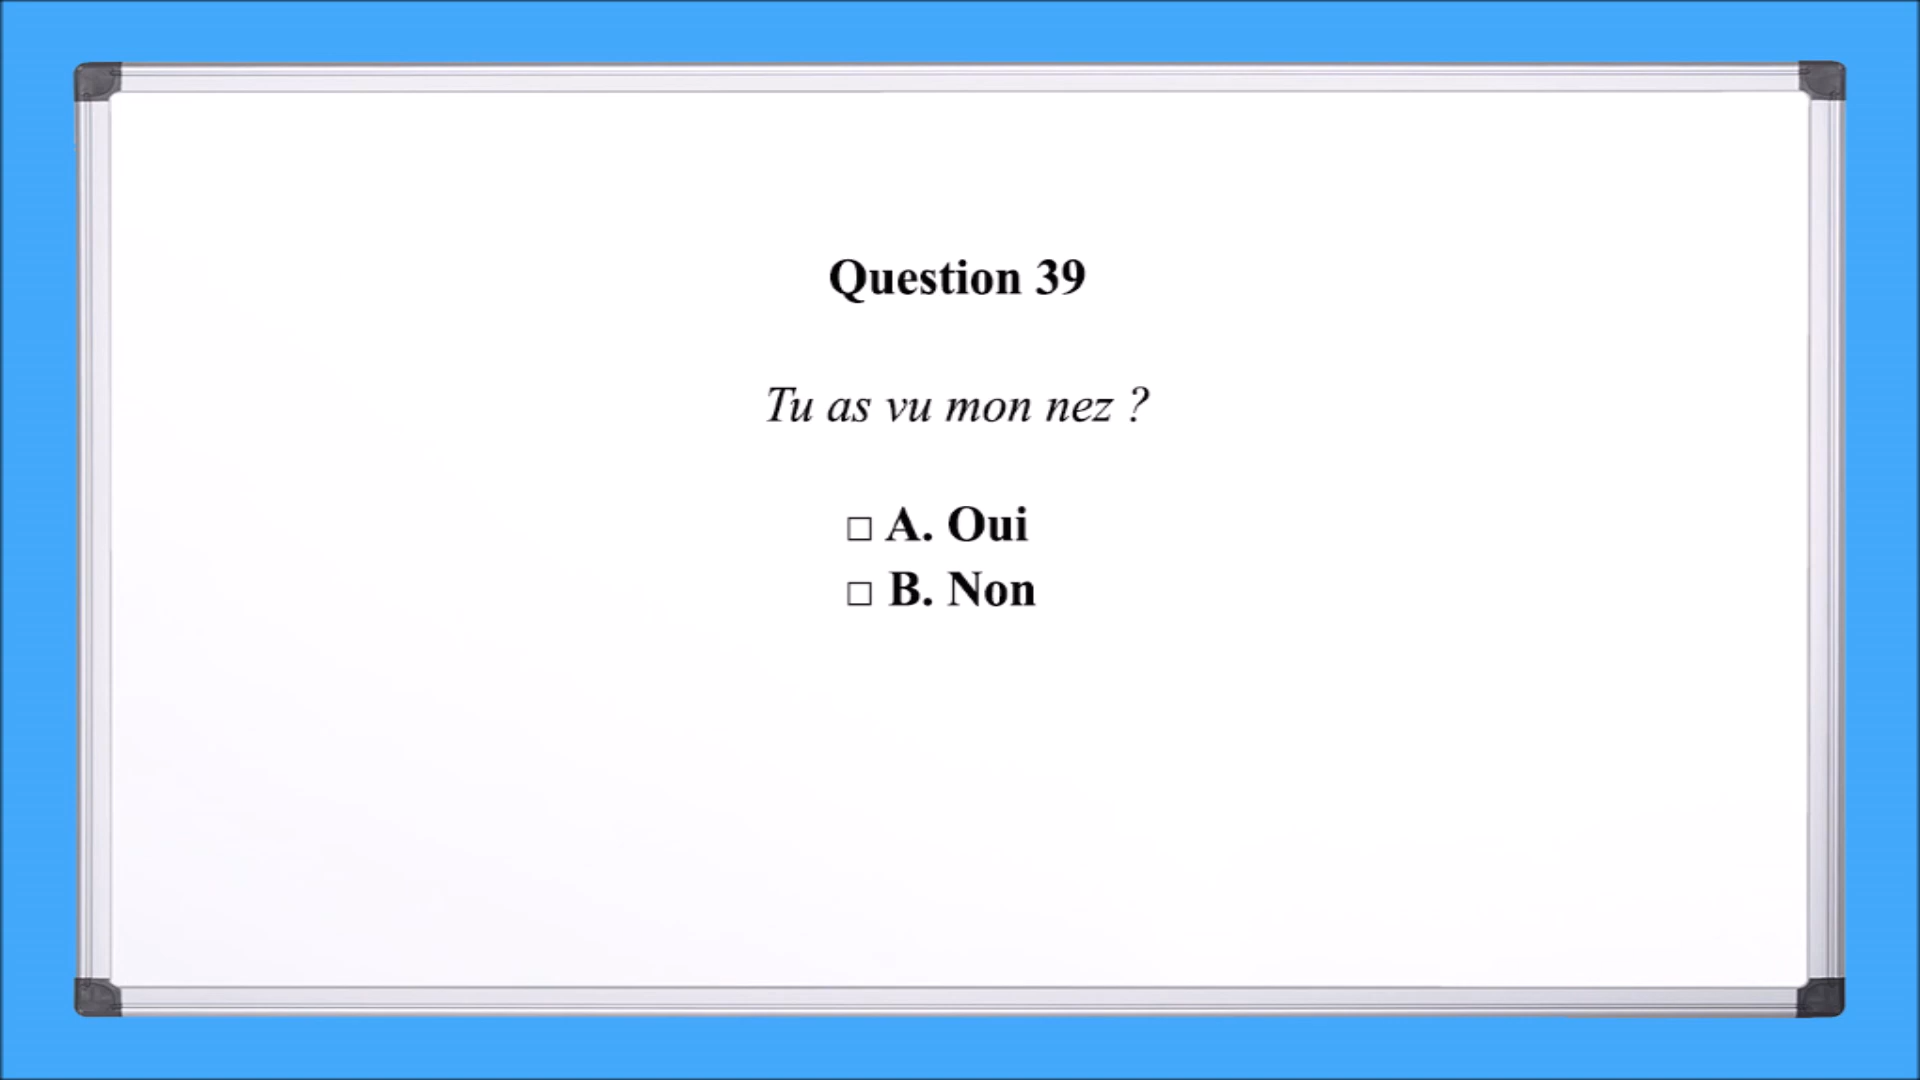 Question 39
Tu as vu mon nez ?
□ A. Oui
□ B. Non